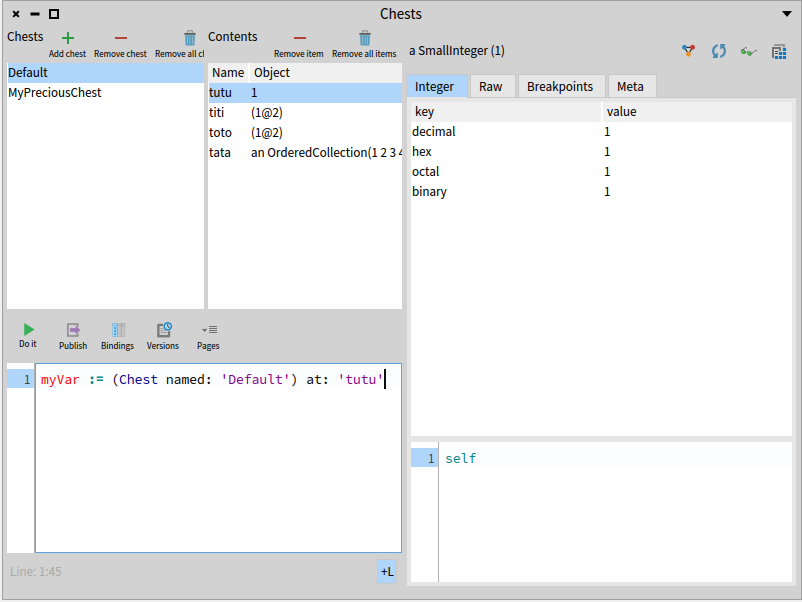 Chests
Chests
Add chest
Remove chest
Remove all cl
Contents
Remove item
Remove all items
Default
MyPreciousChest
Name Object
tutu 1
titi (1@2)
toto (1@2)
tata an OrderedCollection(1 2 3 4
a SmallInteger (1)
Integer Raw Breakpoints Meta
key value
decimal 1
hex 1
octal 1
binary 1
Do it Publish Bindings Versions Pages
1 myVar := (Chest named: 'Default') at: 'tutu'
Line: 1:45
+L
1 self